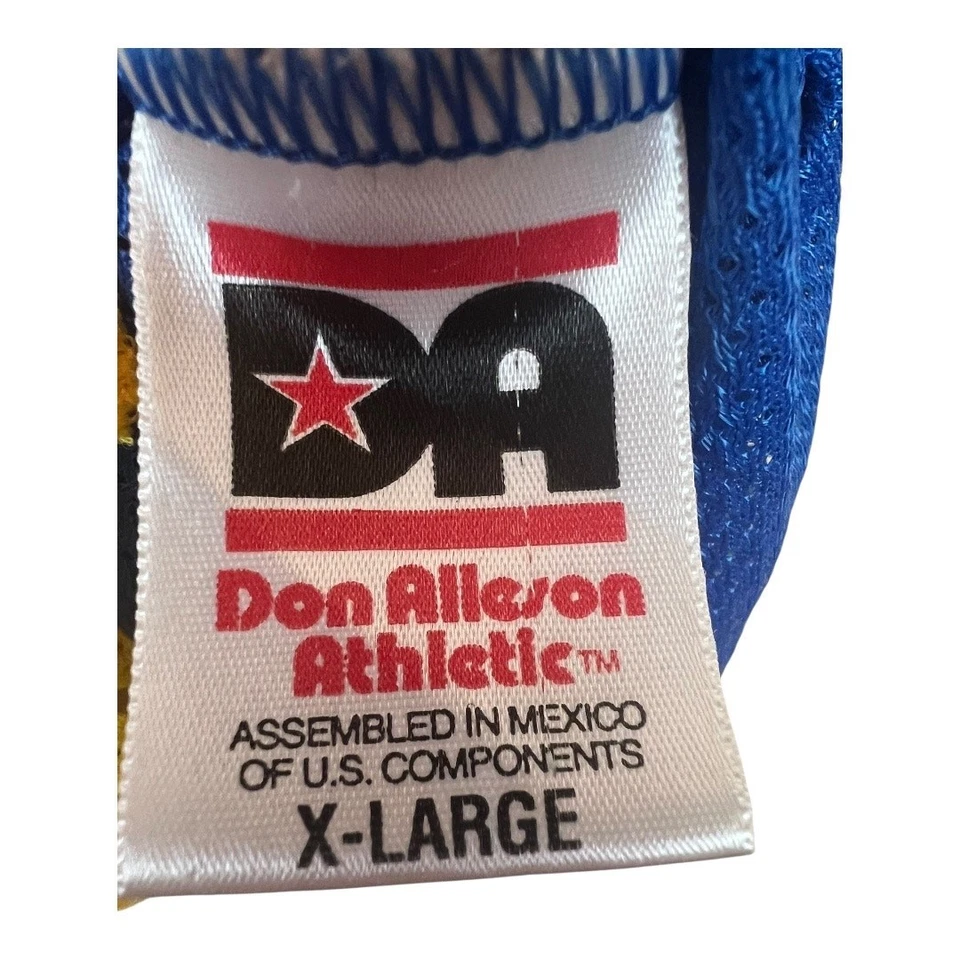 DA
Don Alleson
Athletic™
ASSEMBLED IN MEXICO
OF U.S. COMPONENTS
X-LARGE